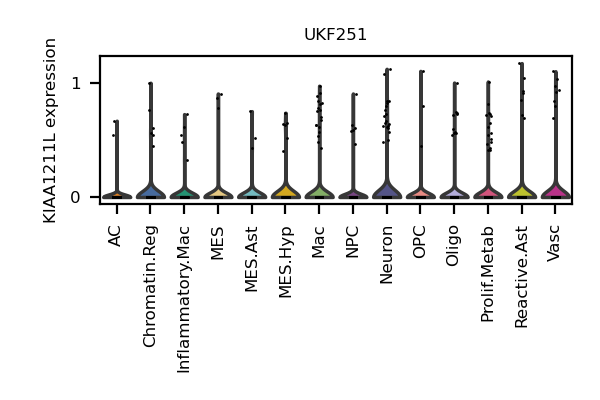 UKF251
KIAA1211L expression
1
0
AC
Chromatin.Reg
Inflammatory.Mac
MES
MES.Ast
MES.Hyp
Mac
NPC
Neuron
OPC
Oligo
Prolif.Metab
Reactive.Ast
Vasc